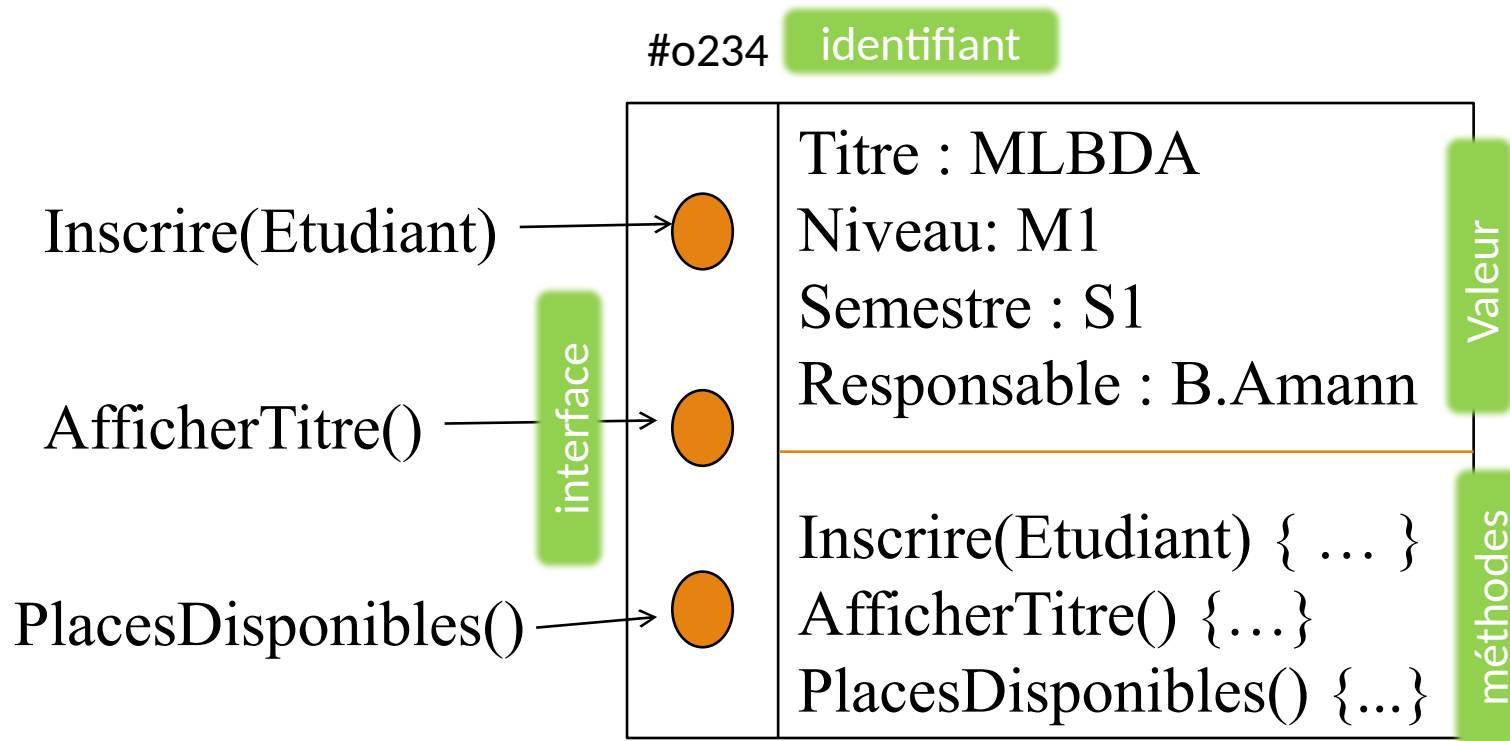 #o234 identifiant
Titre : MLBDA
Niveau: M1
Semestre : S1
Responsable : B.Amann
Valeur
Inscrire(Etudiant)
AfficherTitre()
PlacesDisponibles()
interface
Inscrire(Etudiant) { … }
AfficherTitre() {…}
PlacesDisponibles() {...}
méthodes